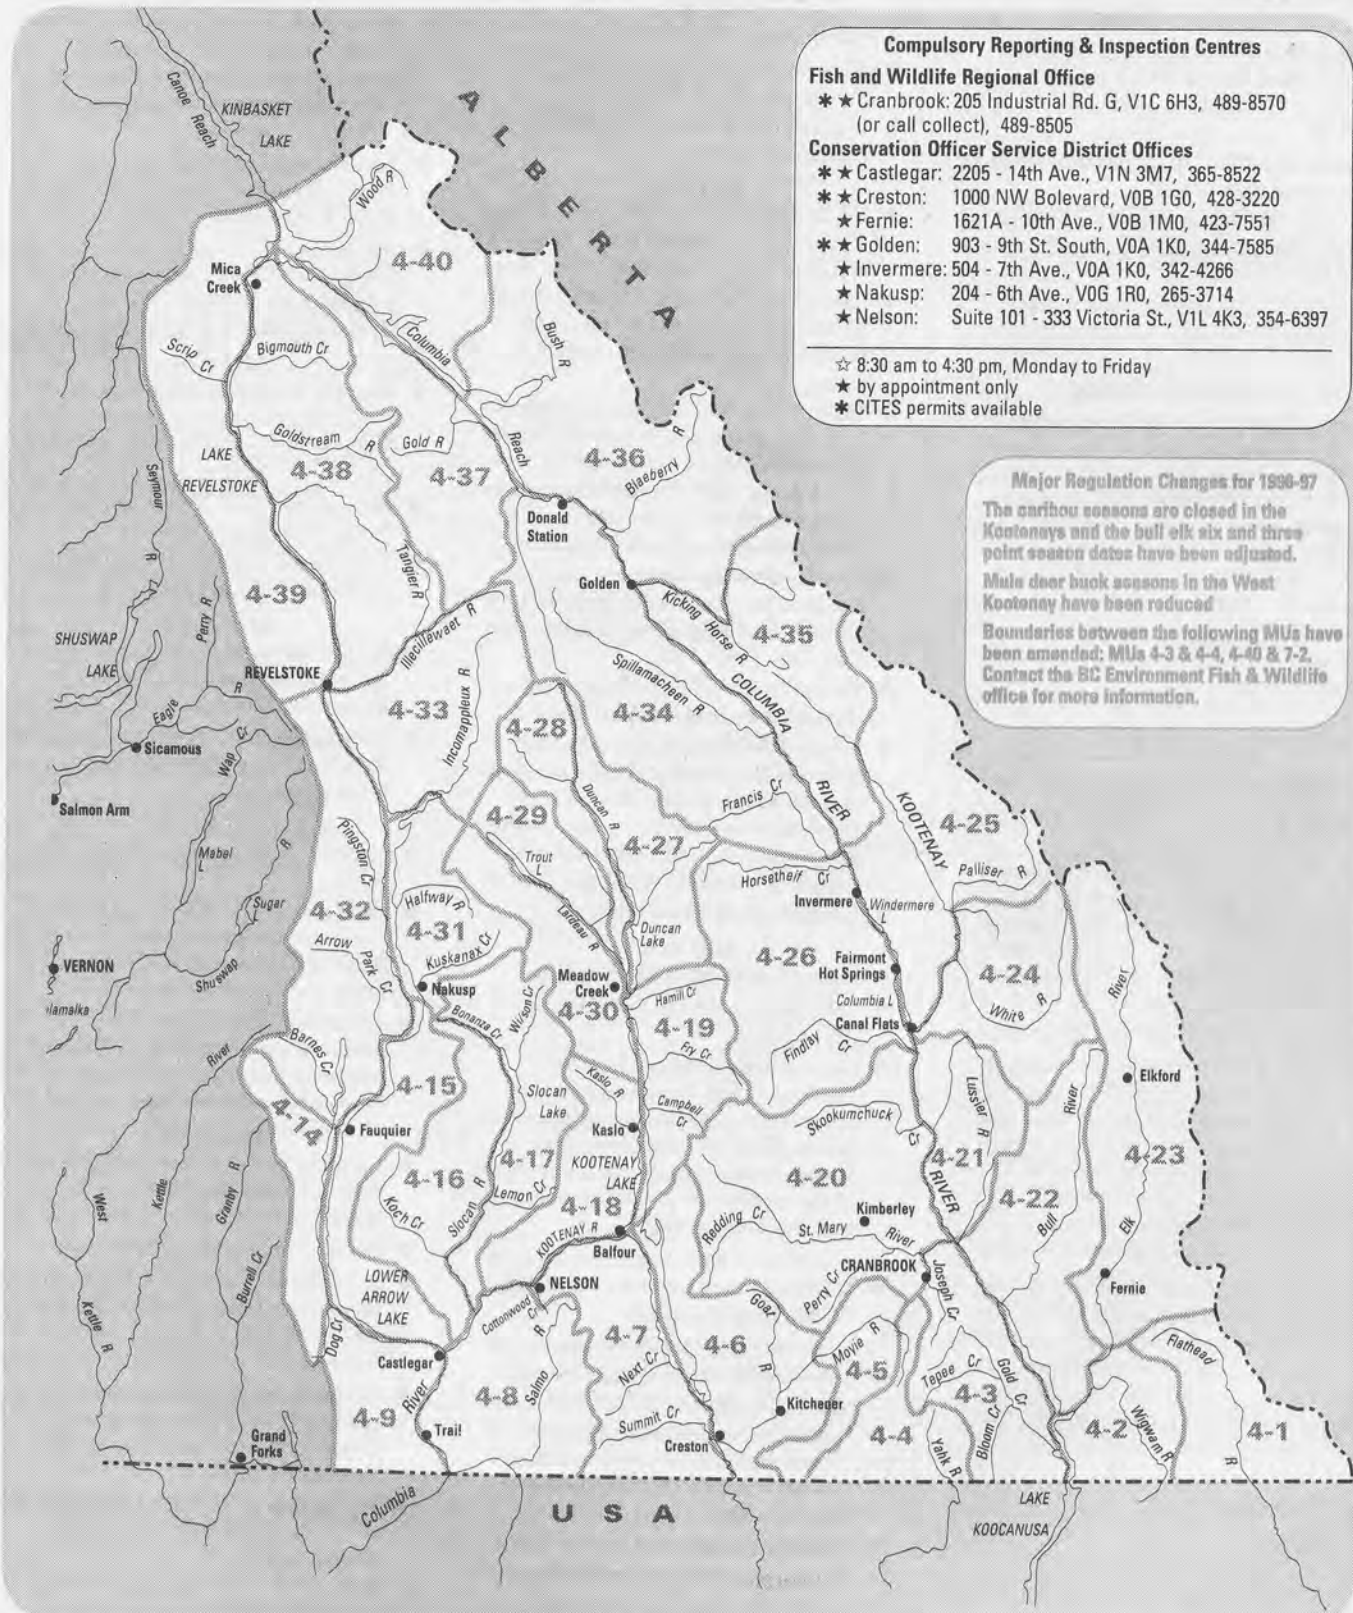 Compulsory Reporting & Inspection Centres
Fish and Wildlife Regional Office
✱ ★ Cranbrook: 205 Industrial Rd. G, V1C 6H3, 489-8570
(or call collect), 489-8505
Conservation Officer Service District Offices
✱ ★ Castlegar: 2205 - 14th Ave., V1N 3M7, 365-8522
✱ ★ Creston: 1000 NW Bolevard, V0B 1G0, 428-3220
★ Fernie: 1621A - 10th Ave., V0B 1M0, 423-7551
✱ ★ Golden: 903 - 9th St. South, V0A 1K0, 344-7585
★ Invermere: 504 - 7th Ave., V0A 1K0, 342-4266
★ Nakusp: 204 - 6th Ave., V0G 1R0, 265-3714
★ Nelson: Suite 101 - 333 Victoria St., V1L 4K3, 354-6397
☆ 8:30 am to 4:30 pm, Monday to Friday
★ by appointment only
✱ CITES permits available
Major Regulation Changes for 1996-97
The caribou seasons are closed in the
Kootenays and the bull elk six and three
point season dates have been adjusted.
Mule deer buck seasons in the West
Kootenay have been reduced
Boundaries between the following MUs have
been amended: MUs 4-3 & 4-4, 4-40 & 7-2.
Contact the BC Environment Fish & Wildlife
office for more information.
ALBERTA
Canoe Reach
KINBASKET
LAKE
Wood R
4-40
Mica
Creek
Scrip Cr
Bigmouth Cr
Columbia
Reach
Bush R
Goldstream R
4-38
Gold R
4-37
4-36
Blaeberry R
LAKE
REVELSTOKE
Seymour R
Donald
Station
Tangier R
4-39
Golden
Kicking Horse R
4-35
Perry R
SHUSWAP
LAKE
Illecillewaet R
REVELSTOKE
Spillamacheen R
COLUMBIA
RIVER
4-33
Incomappleux R
4-28
4-34
Eagle R
Sicamous
Wap Cr
Salmon Arm
KOOTENAY
4-25
Palliser R
Francis Cr
Duncan R
4-29
4-27
Trout
L
Lardeau R
Pingston Cr
Mabel
L
Horsetheif Cr
Invermere
Windermere
L
Halfway R
4-32
4-31
Kuskanax Cr
Sugar
L
R
Arrow
Park Cr
Duncan
Lake
4-26
Fairmont
Hot Springs
4-24
White R
VERNON
Shuswap
lamalka
Nakusp
Meadow
Creek
4-30
Hamill Cr
4-19
Fry Cr
Columbia L
Canal Flats
Findlay
Cr
River
Bonanza Cr
Wilson Cr
River
Barnes Cr
4-15
4-14
Slocan
Lake
Kaslo R
Campbell
Cr
Elkford
Fauquier
Kaslo
Skookumchuck
Cr
Lussier
R
River
4-17
KOOTENAY
LAKE
4-20
4-21
RIVER
4-22
4-23
4-16
Koch Cr
Slocan R
Lemon Cr
4-18
Kimberley
West
Kettle
Granby R
Burrell Cr
KOOTENAY R
Balfour
Redding Cr
St. Mary
River
Bull
Elk
CRANBROOK
Joseph Cr
Fernie
LOWER
ARROW
LAKE
NELSON
Cottonwood
Cr
Perry Cr
Goat
R
Kettle R
Dog Cr
Castlegar
4-7
Next Cr
4-6
Moyie R
4-5
Tepee Cr
Gold
Cr
4-3
Bloom Cr
Flathead
R
Salmo
R
4-8
4-9
River
Kitchener
Trail
Summit Cr
Creston
4-4
Yahk R
4-2
Wigwam R
4-1
Grand
Forks
Columbia
USA
LAKE
KOOCANUSA